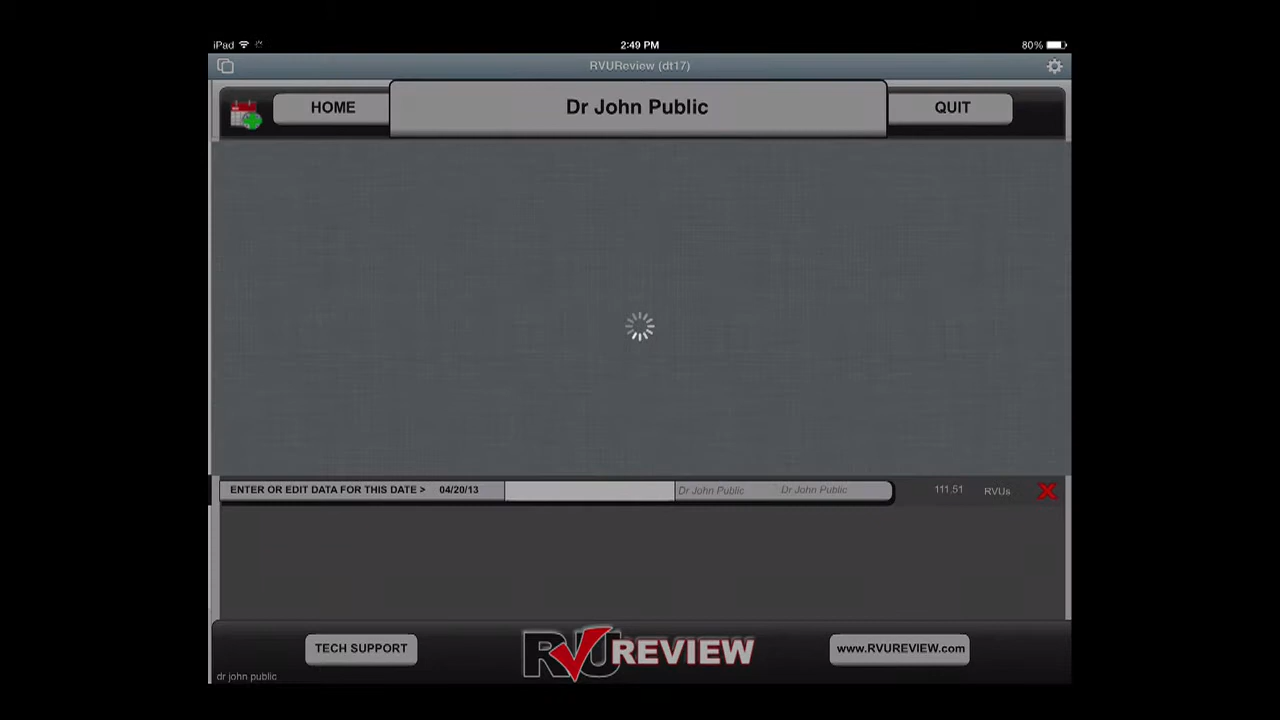 iPad 2:49 PM 80%
RVUReview (dt17)
HOME Dr John Public QUIT
ENTER OR EDIT DATA FOR THIS DATE > 04/20/13 Dr John Public Dr John Public 111.51 RVUs
TECH SUPPORT RVU REVIEW www.RVUREVIEW.com
dr john public